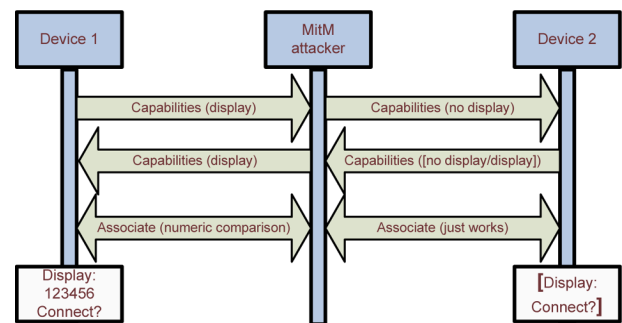 Device 1
MitM
attacker
Device 2
Capabilities (display)
Capabilities (no display)
Capabilities (display)
Capabilities ([no display/display])
Associate (numeric comparison)
Associate (just works)
Display:
123456
Connect?
[Display:
Connect?]